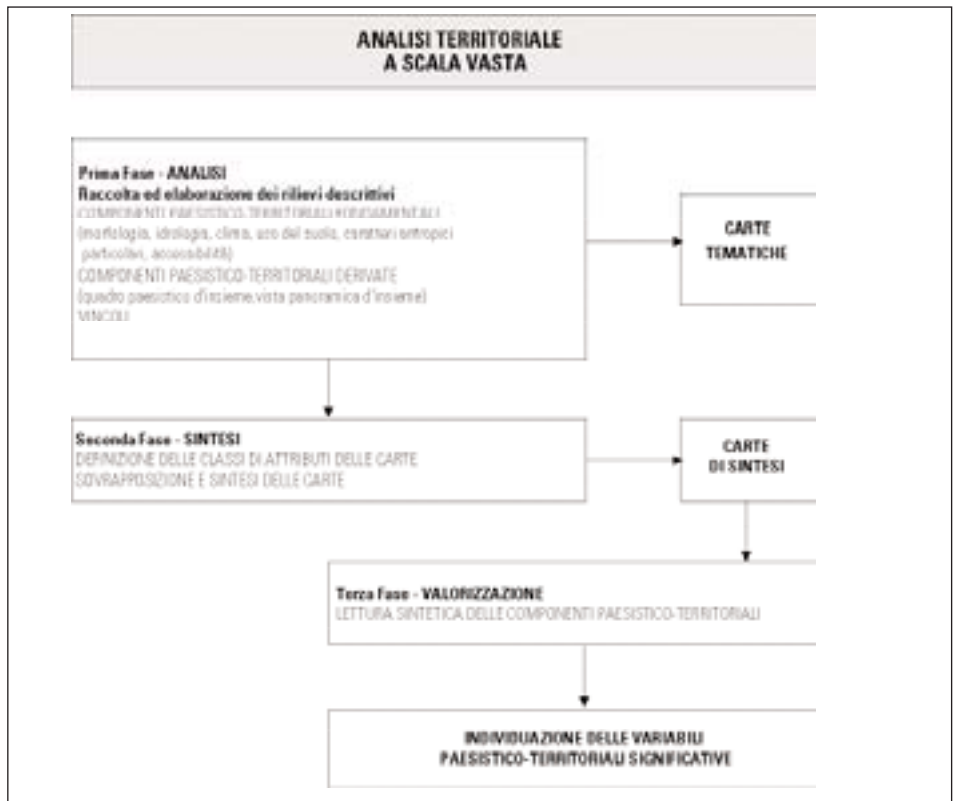 ANALISI TERRITORIALE
A SCALA VASTA
Prima Fase - ANALISI
Raccolta ed elaborazione dei rilievi descrittivi
COMPONENTI PAESISTICO-TERRITORIALI FONDAMENTALI
(morfologia, idrologia, clima, uso del suolo, caratteri antropici
particolari, accessibilità)
COMPONENTI PAESISTICO-TERRITORIALI DERIVATE
(quadro paesistico d'insieme,vista panoramica d'insieme)
VINCOLI
CARTE
TEMATICHE
Seconda Fase - SINTESI
DEFINIZIONE DELLE CLASSI DI ATTRIBUTI DELLE CARTE
SOVRAPPOSIZIONE E SINTESI DELLE CARTE
CARTE
DI SINTESI
Terza Fase - VALORIZZAZIONE
LETTURA SINTETICA DELLE COMPONENTI PAESISTICO-TERRITORIALI
INDIVIDUAZIONE DELLE VARIABILI
PAESISTICO-TERRITORIALI SIGNIFICATIVE